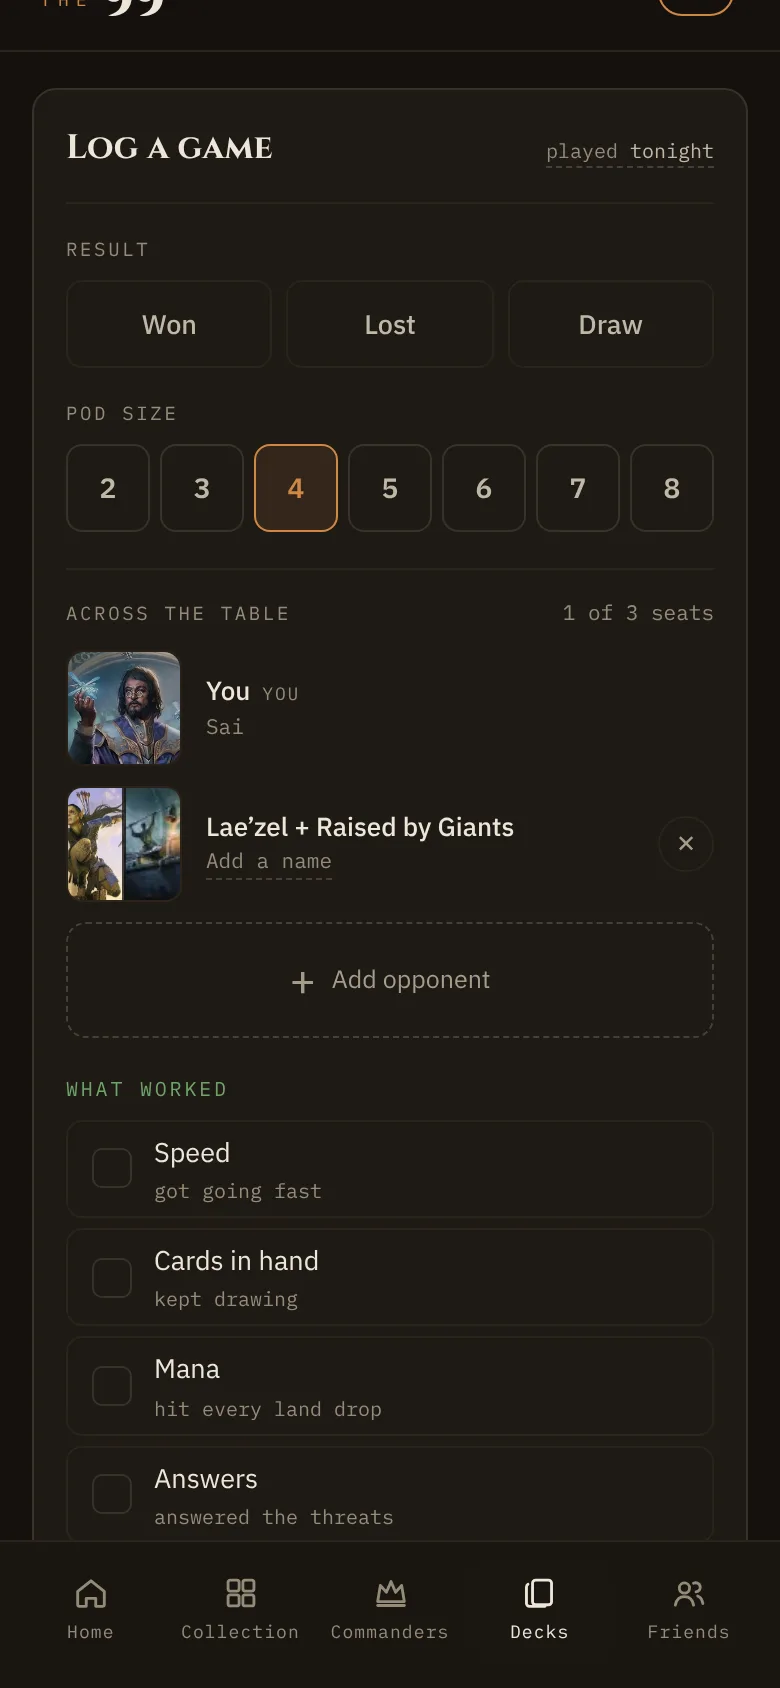 THE 99
Log a game
played tonight
RESULT
Won
Lost
Draw
POD SIZE
2
3
4
5
6
7
8
ACROSS THE TABLE
1 of 3 seats
You YOU
Sai
Lae’zel + Raised by Giants
Add a name
×
+ Add opponent
WHAT WORKED
Speed
got going fast
Cards in hand
kept drawing
Mana
hit every land drop
Answers
answered the threats
Home
Collection
Commanders
Decks
Friends